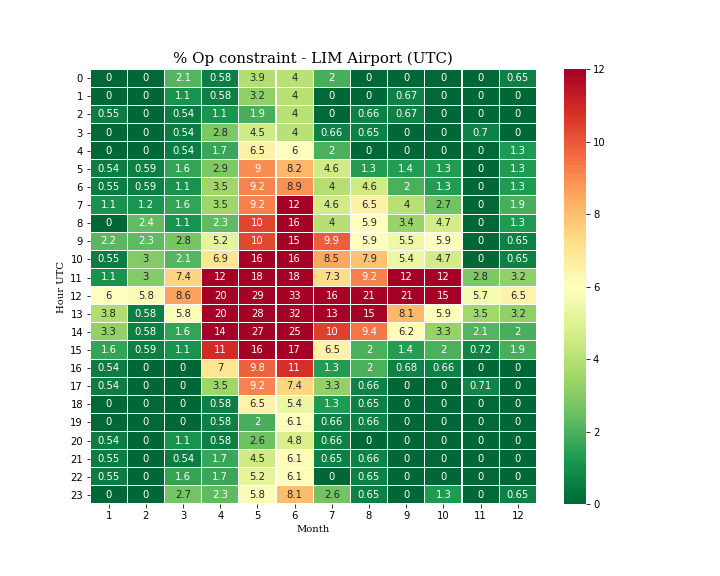 % Op constraint - LIM Airport (UTC)
0 0 0 2.1 0.58 3.9 4 2 0 0 0 0 0.65
1 0 0 1.1 0.58 3.2 4 0 0 0.67 0 0 0
2 0.55 0 0.54 1.1 1.9 4 0 0.66 0.67 0 0 0
3 0 0 0.54 2.8 4.5 4 0.66 0.65 0 0 0.7 0
4 0 0 0.54 1.7 6.5 6 2 0 0 0 0 1.3
5 0.54 0.59 1.6 2.9 9 8.2 4.6 1.3 1.4 1.3 0 1.3
6 0.55 0.59 1.1 3.5 9.2 8.9 4 4.6 2 1.3 0 1.3
7 1.1 1.2 1.6 3.5 9.2 12 4.6 6.5 4 2.7 0 1.9
8 0 2.4 1.1 2.3 10 16 4 5.9 3.4 4.7 0 1.3
9 2.2 2.3 2.8 5.2 10 15 9.9 5.9 5.5 5.9 0 0.65
10 0.55 3 2.1 6.9 16 16 8.5 7.9 5.4 4.7 0 0.65
11 1.1 3 7.4 12 18 18 7.3 9.2 12 12 2.8 3.2
12 6 5.8 8.6 20 29 33 16 21 21 15 5.7 6.5
13 3.8 0.58 5.8 20 28 32 13 15 8.1 5.9 3.5 3.2
14 3.3 0.58 1.6 14 27 25 10 9.4 6.2 3.3 2.1 2
15 1.6 0.59 1.1 11 16 17 6.5 2 1.4 2 0.72 1.9
16 0.54 0 0 7 9.8 11 1.3 2 0.68 0.66 0 0
17 0.54 0 0 3.5 9.2 7.4 3.3 0.66 0 0 0.71 0
18 0 0 0 0.58 6.5 5.4 1.3 0.65 0 0 0 0
19 0 0 0 0.58 2 6.1 0.66 0.66 0 0 0 0
20 0.54 0 1.1 0.58 2.6 4.8 0.66 0 0 0 0 0
21 0.55 0 0.54 1.7 4.5 6.1 0.65 0.66 0 0 0 0
22 0.55 0 1.6 1.7 5.2 6.1 0 0.65 0 0 0 0
23 0 0 2.7 2.3 5.8 8.1 2.6 0.65 0 1.3 0 0.65
1 2 3 4 5 6 7 8 9 10 11 12
Month
Hour UTC
12
10
8
6
4
2
0